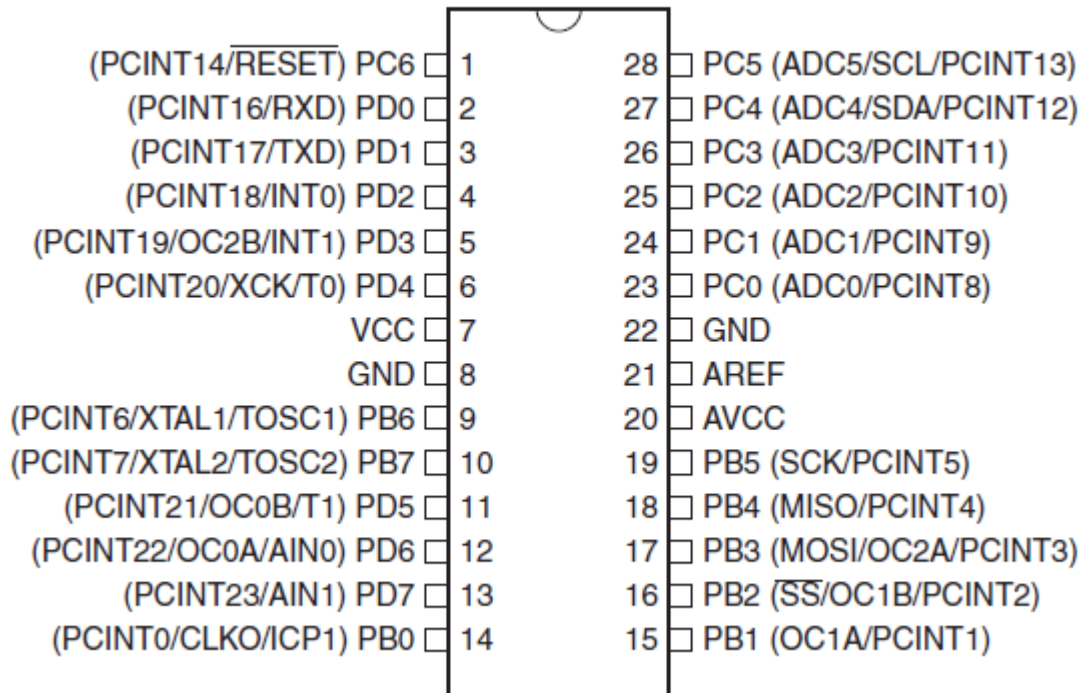 (PCINT14/RESET) PC6 1 28 PC5 (ADC5/SCL/PCINT13)
(PCINT16/RXD) PD0 2 27 PC4 (ADC4/SDA/PCINT12)
(PCINT17/TXD) PD1 3 26 PC3 (ADC3/PCINT11)
(PCINT18/INT0) PD2 4 25 PC2 (ADC2/PCINT10)
(PCINT19/OC2B/INT1) PD3 5 24 PC1 (ADC1/PCINT9)
(PCINT20/XCK/T0) PD4 6 23 PC0 (ADC0/PCINT8)
VCC 7 22 GND
GND 8 21 AREF
(PCINT6/XTAL1/TOSC1) PB6 9 20 AVCC
(PCINT7/XTAL2/TOSC2) PB7 10 19 PB5 (SCK/PCINT5)
(PCINT21/OC0B/T1) PD5 11 18 PB4 (MISO/PCINT4)
(PCINT22/OC0A/AIN0) PD6 12 17 PB3 (MOSI/OC2A/PCINT3)
(PCINT23/AIN1) PD7 13 16 PB2 (SS/OC1B/PCINT2)
(PCINT0/CLKO/ICP1) PB0 14 15 PB1 (OC1A/PCINT1)